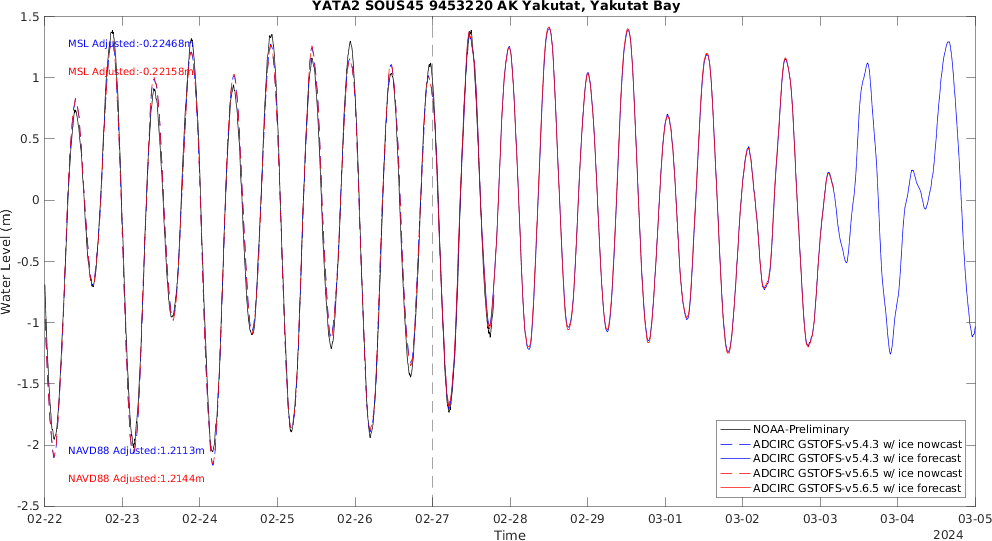 YATA2 SOUS45 9453220 AK Yakutat, Yakutat Bay
1.5
1
0.5
0
-0.5
-1
-1.5
-2
-2.5
Water Level (m)
MSL Adjusted:-0.22468m
MSL Adjusted:-0.22158m
NAVD88 Adjusted:1.2113m
NAVD88 Adjusted:1.2144m
NOAA-Preliminary
ADCIRC GSTOFS-v5.4.3 w/ ice nowcast
ADCIRC GSTOFS-v5.4.3 w/ ice forecast
ADCIRC GSTOFS-v5.6.5 w/ ice nowcast
ADCIRC GSTOFS-v5.6.5 w/ ice forecast
02-22 02-23 02-24 02-25 02-26 02-27 02-28 02-29 03-01 03-02 03-03 03-04 03-05
Time
2024